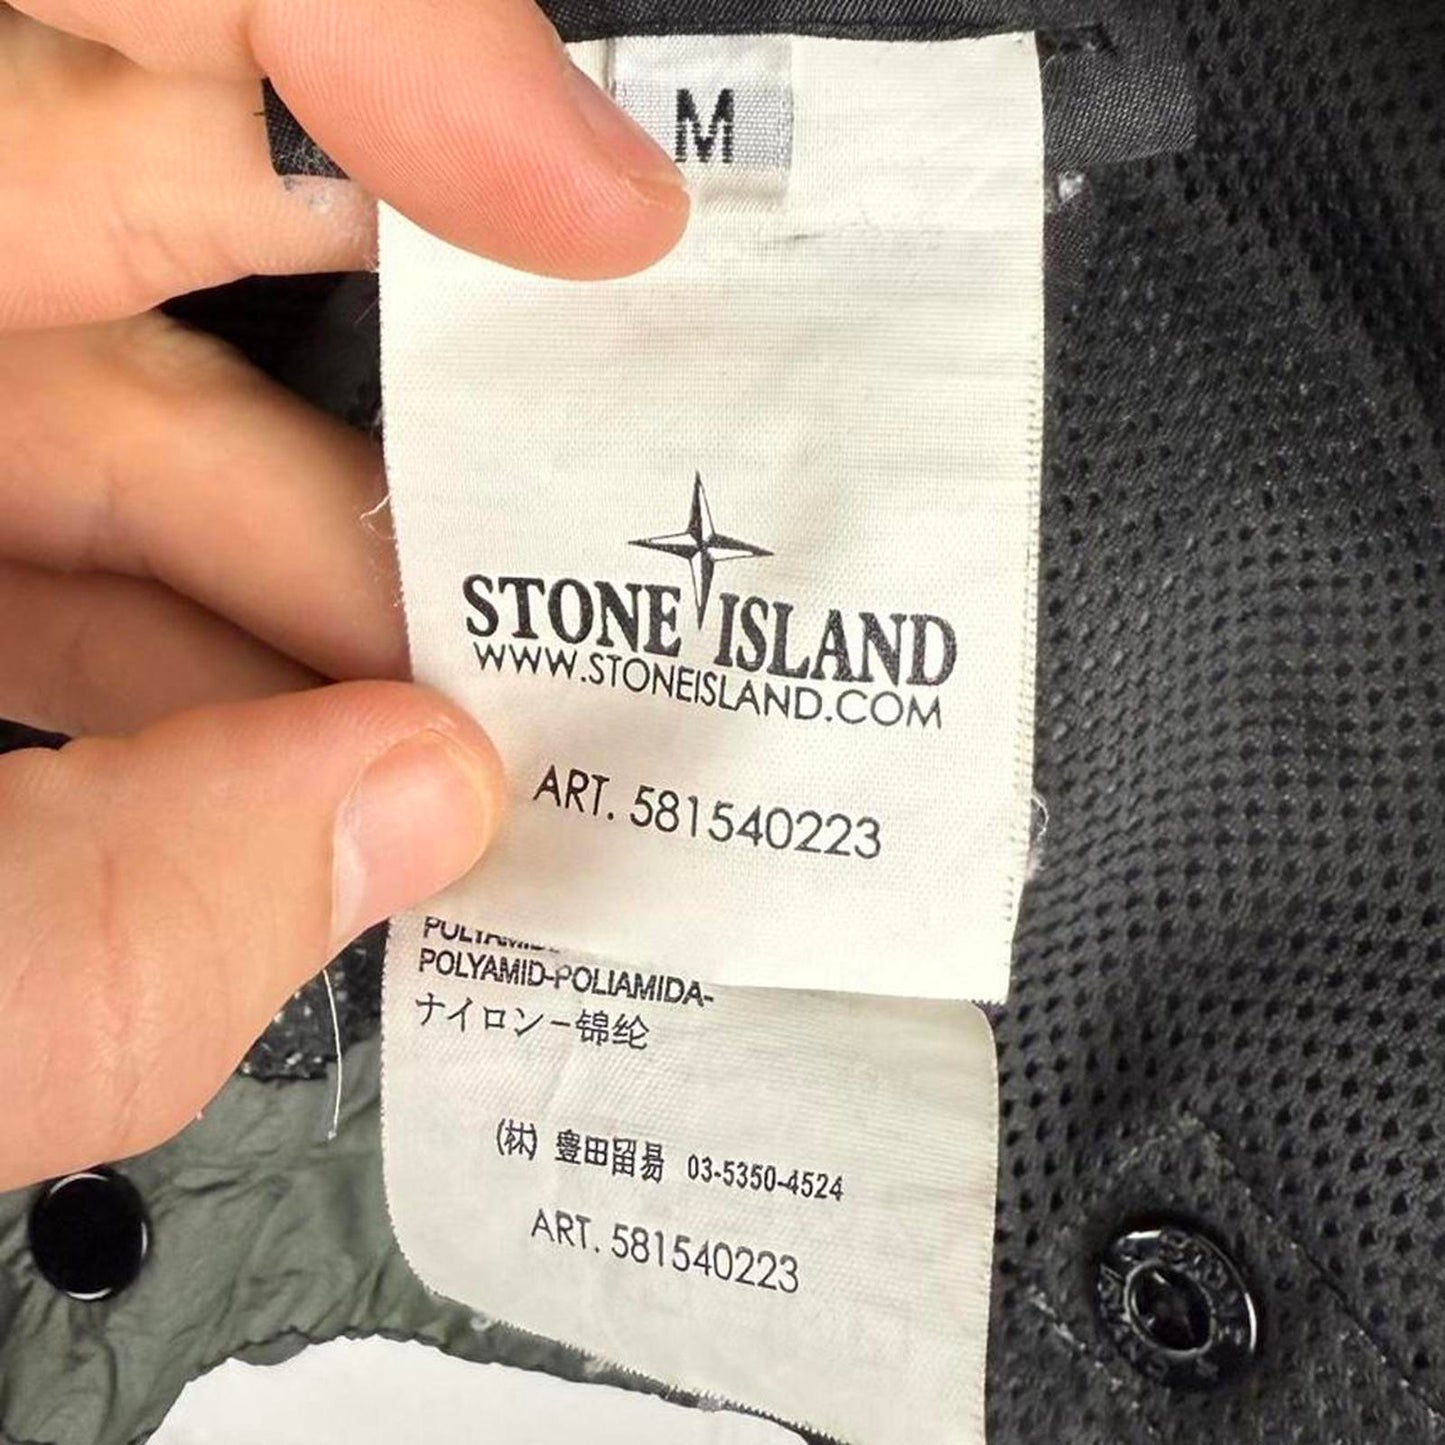 M
STONE ISLAND
WWW.STONEISLAND.COM
ART. 581540223
POLYAMID-POLIAMIDA-
ナイロン-锦纶
(株) 豊田留易 03-5350-4524
ART. 581540223